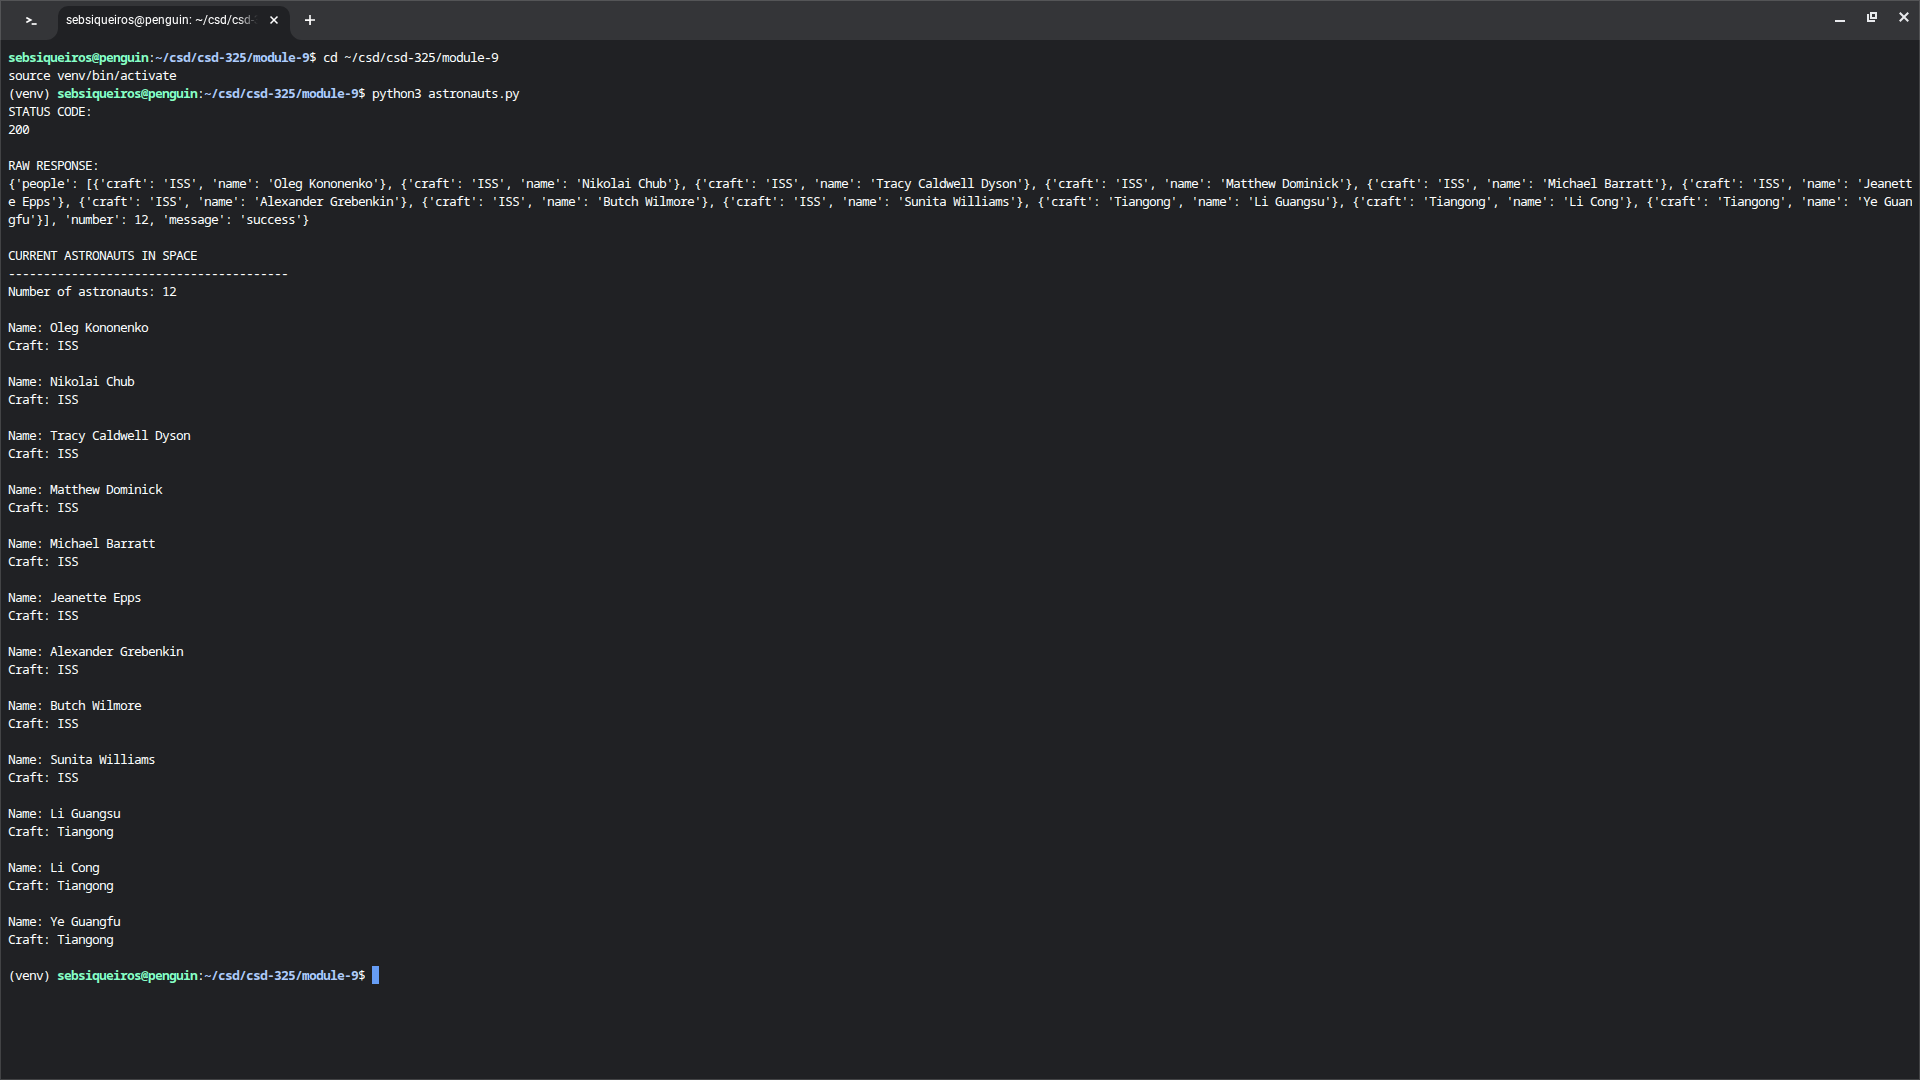 sebsiqueiros@penguin: ~/csd/csd-
sebsiqueiros@penguin:~/csd/csd-325/module-9$ cd ~/csd/csd-325/module-9
source venv/bin/activate
(venv) sebsiqueiros@penguin:~/csd/csd-325/module-9$ python3 astronauts.py
STATUS CODE:
200
RAW RESPONSE:
{'people': [{'craft': 'ISS', 'name': 'Oleg Kononenko'}, {'craft': 'ISS', 'name': 'Nikolai Chub'}, {'craft': 'ISS', 'name': 'Tracy Caldwell Dyson'}, {'craft': 'ISS', 'name': 'Matthew Dominick'}, {'craft': 'ISS', 'name': 'Michael Barratt'}, {'craft': 'ISS', 'name': 'Jeanett
e Epps'}, {'craft': 'ISS', 'name': 'Alexander Grebenkin'}, {'craft': 'ISS', 'name': 'Butch Wilmore'}, {'craft': 'ISS', 'name': 'Sunita Williams'}, {'craft': 'Tiangong', 'name': 'Li Guangsu'}, {'craft': 'Tiangong', 'name': 'Li Cong'}, {'craft': 'Tiangong', 'name': 'Ye Guan
gfu'}], 'number': 12, 'message': 'success'}
CURRENT ASTRONAUTS IN SPACE
----------------------------------------
Number of astronauts: 12
Name: Oleg Kononenko
Craft: ISS
Name: Nikolai Chub
Craft: ISS
Name: Tracy Caldwell Dyson
Craft: ISS
Name: Matthew Dominick
Craft: ISS
Name: Michael Barratt
Craft: ISS
Name: Jeanette Epps
Craft: ISS
Name: Alexander Grebenkin
Craft: ISS
Name: Butch Wilmore
Craft: ISS
Name: Sunita Williams
Craft: ISS
Name: Li Guangsu
Craft: Tiangong
Name: Li Cong
Craft: Tiangong
Name: Ye Guangfu
Craft: Tiangong
(venv) sebsiqueiros@penguin:~/csd/csd-325/module-9$